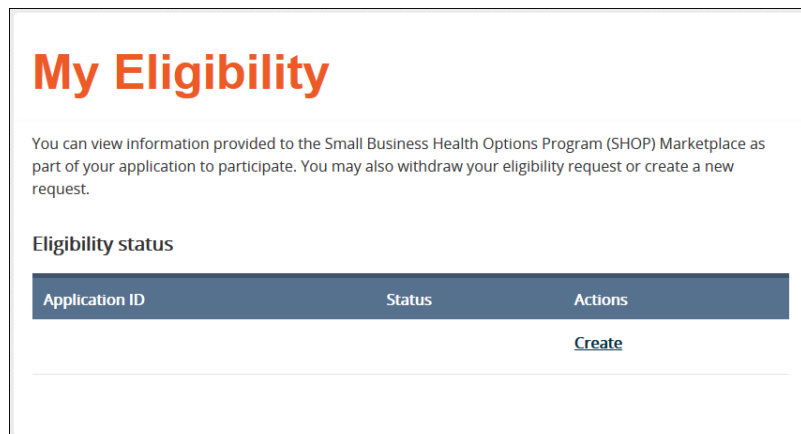 My Eligibility
You can view information provided to the Small Business Health Options Program (SHOP) Marketplace as
part of your application to participate. You may also withdraw your eligibility request or create a new
request.
Eligibility status
Application ID Status Actions
Create